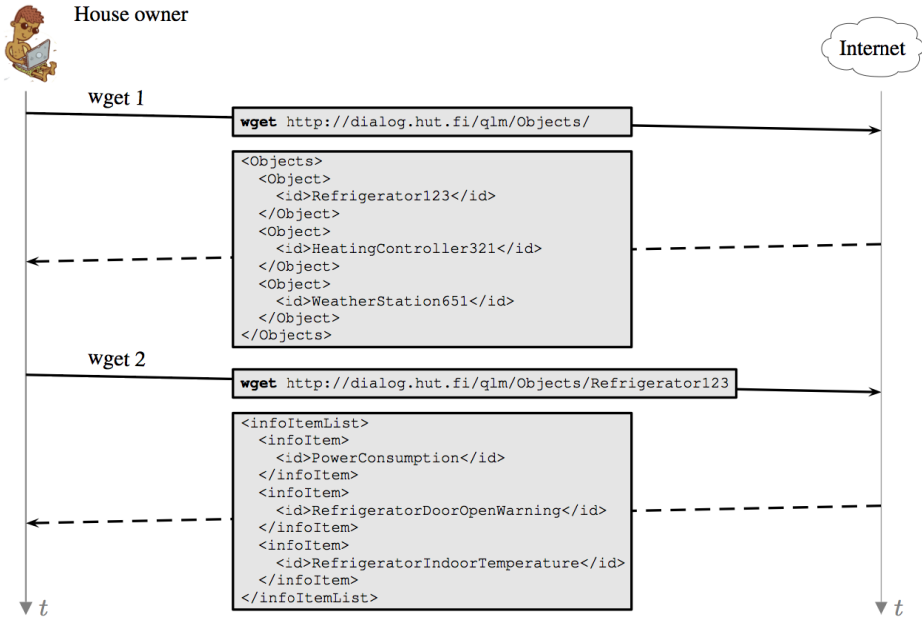 House owner
Internet
wget 1
wget http://dialog.hut.fi/qlm/Objects/
<Objects>
<Object>
<id>Refrigerator123</id>
</Object>
<Object>
<id>HeatingController321</id>
</Object>
<Object>
<id>WeatherStation651</id>
</Object>
</Objects>
wget 2
wget http://dialog.hut.fi/qlm/Objects/Refrigerator123
<infoItemList>
<infoItem>
<id>PowerConsumption</id>
</infoItem>
<infoItem>
<id>RefrigeratorDoorOpenWarning</id>
</infoItem>
<infoItem>
<id>RefrigeratorIndoorTemperature</id>
</infoItem>
</infoItemList>
t
t